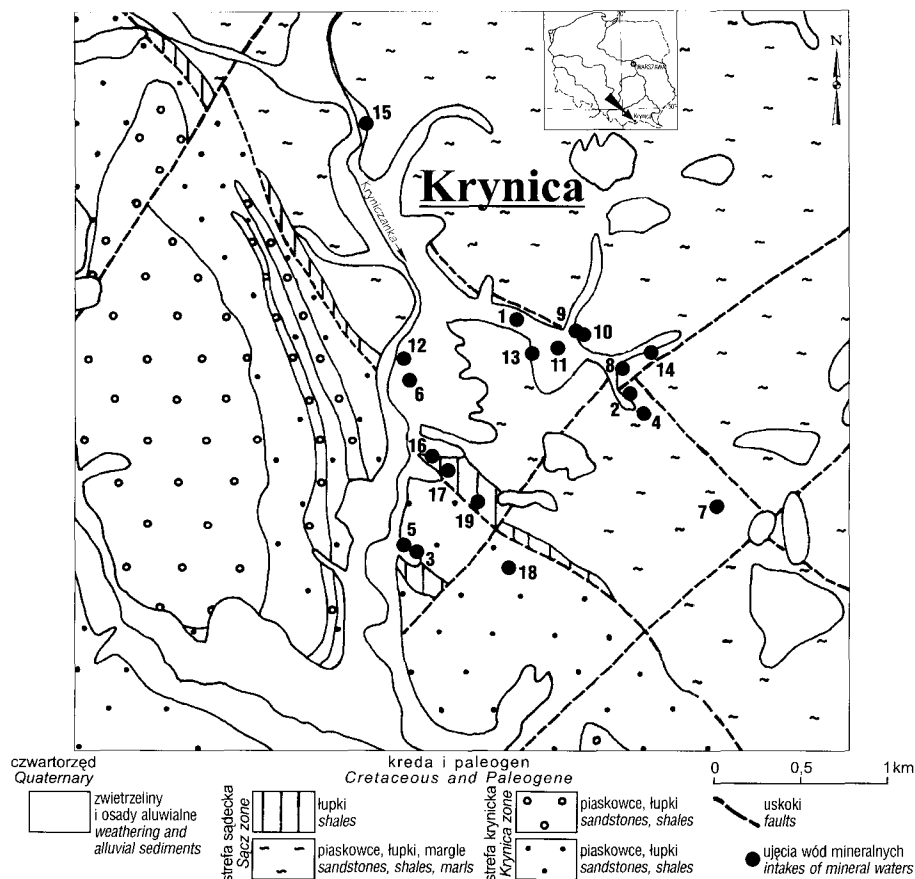 N
WARSZAWA
50°
Krynica
15
Krynica
Kryniczanka
1
9
10
13
11
12
8
14
6
2
4
16
17
19
7
5
3
18
czwartorzęd
Quaternary
zwietrzeliny
i osady aluwialne
weathering and
alluvial sediments
kreda i paleogen
Cretaceous and Paleogene
strefa sądecka
Sącz zone
łupki
shales
piaskowce, łupki, margle
sandstones, shales, marls
strefa krynicka
Krynica zone
piaskowce, łupki
sandstones, shales
piaskowce, łupki
sandstones, shales
0 0,5 1 km
uskoki
faults
ujęcia wód mineralnych
intakes of mineral waters